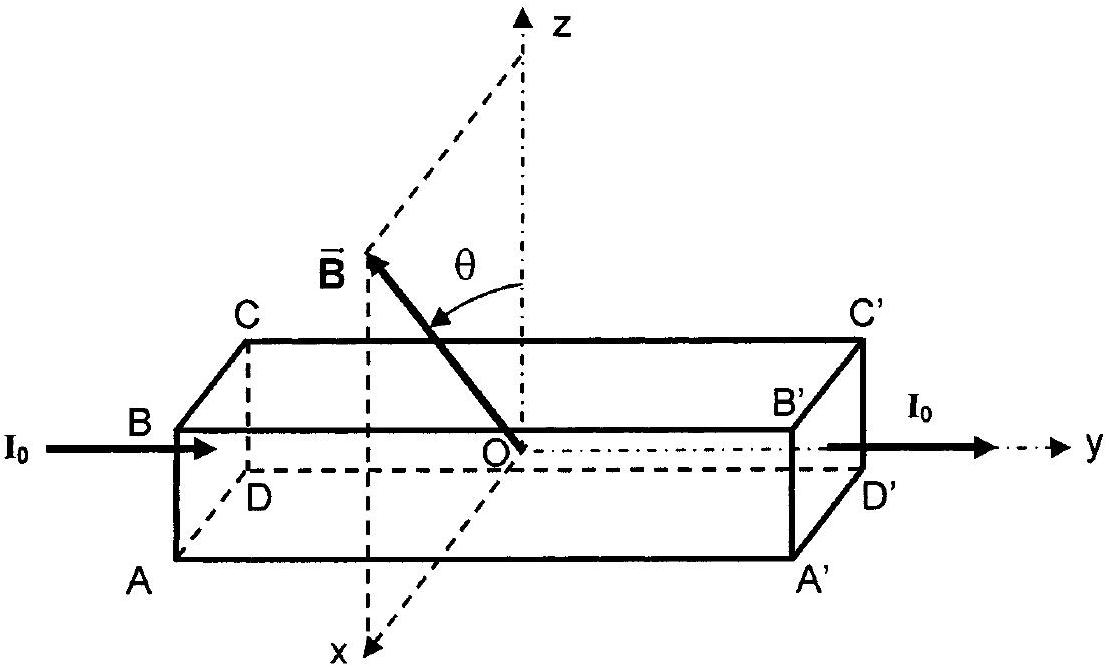 z
B̄ θ
C C'
B B' I₀
I₀ O y
D D'
A A'
x